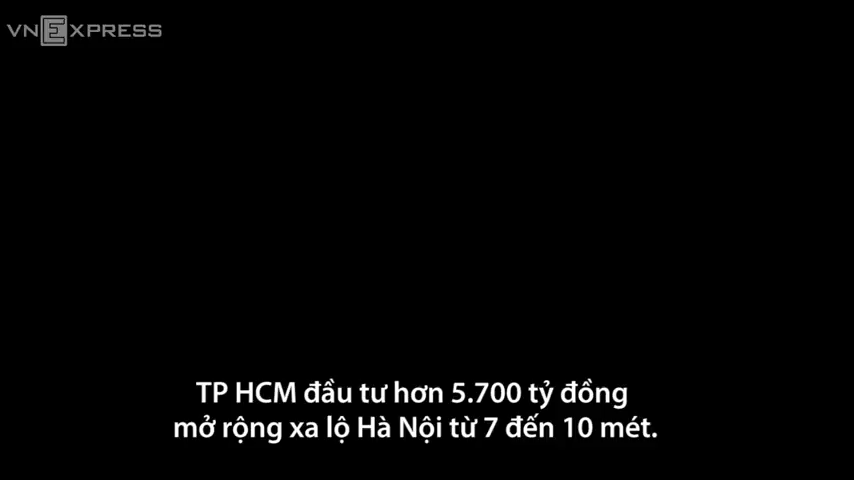 VNEXPRESS
TP HCM đầu tư hơn 5.700 tỷ đồng
mở rộng xa lộ Hà Nội từ 7 đến 10 mét.